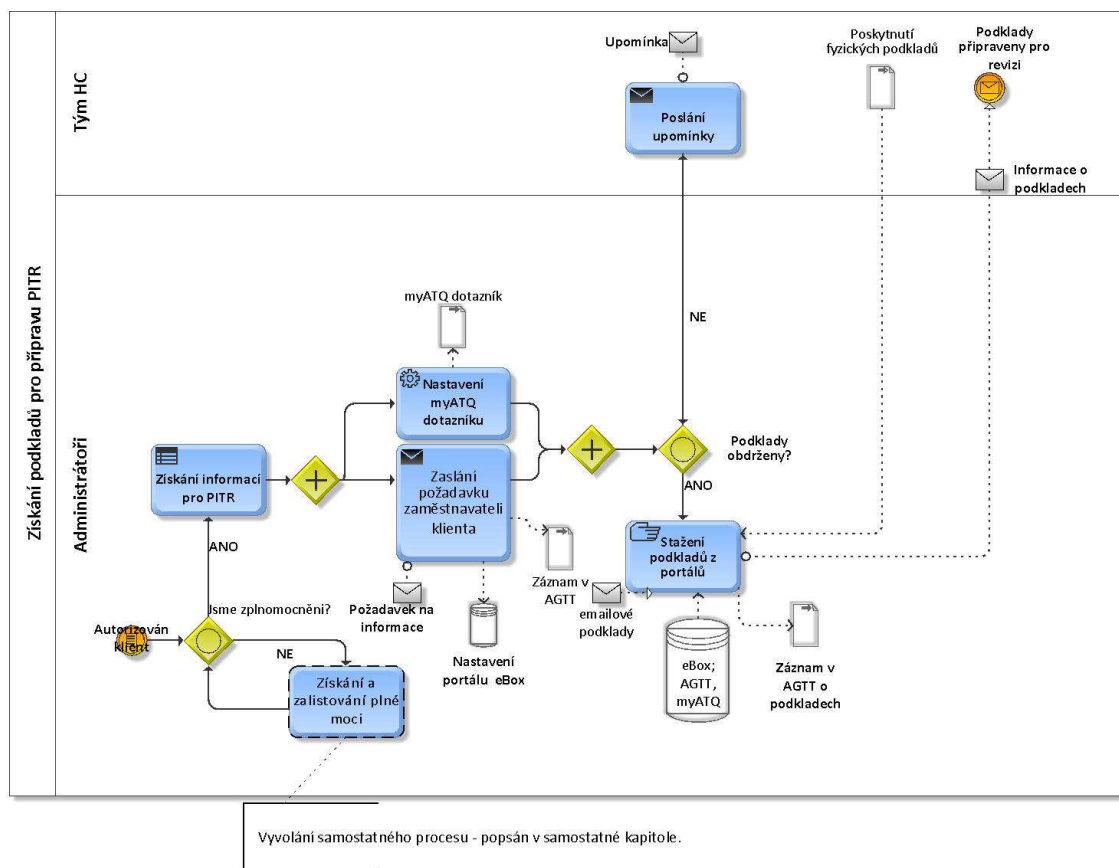 Získání podkladů pro přípravu PITR
Tým HC
Upomínka
Poslání
upomínky
Poskytnutí
fyzických podkladů
Podklady
připraveny pro
revizi
Informace o
podkladech
Administrátoři
NE
myATQ dotazník
Nastavení
myATQ
dotazníku
Získání informací
pro PITR
Zaslání
požadavku
zaměstnavateli
klienta
Podklady
obdrženy?
ANO
ANO
Stažení
podkladů z
portálů
Záznam v
AGTT
Požadavek na
informace
emailové
podklady
Jsme zplnomocněni?
Autorizován
klient
NE
Nastavení
portálu eBox
eBox;
AGTT,
myATQ
Záznam v
AGTT o
podkladech
Získání a
zalistování plné
moci
Vyvolání samostatného procesu - popsán v samostatné kapitole.